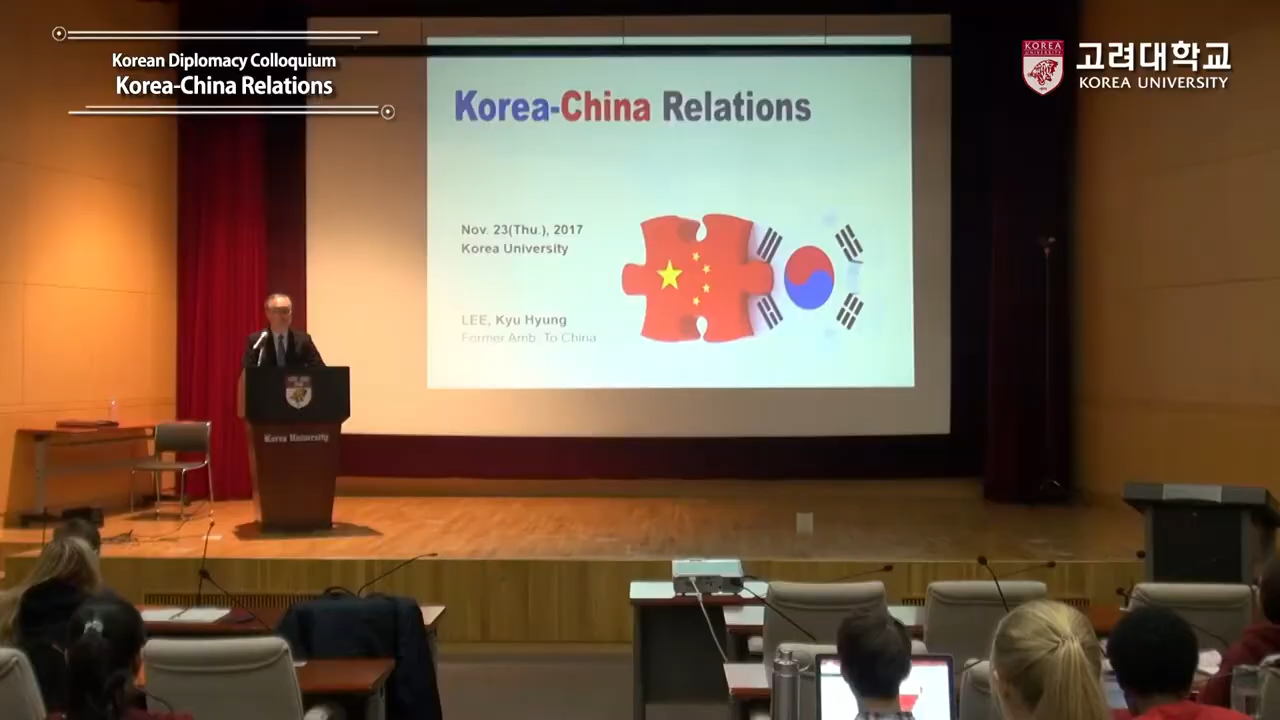 Korean Diplomacy Colloquium
Korea-China Relations
KOREA
UNIVERSITY
고려대학교
KOREA UNIVERSITY
Korea-China Relations
Nov. 23(Thu.), 2017
Korea University
LEE, Kyu Hyung
Former Amb. To China
Korea University